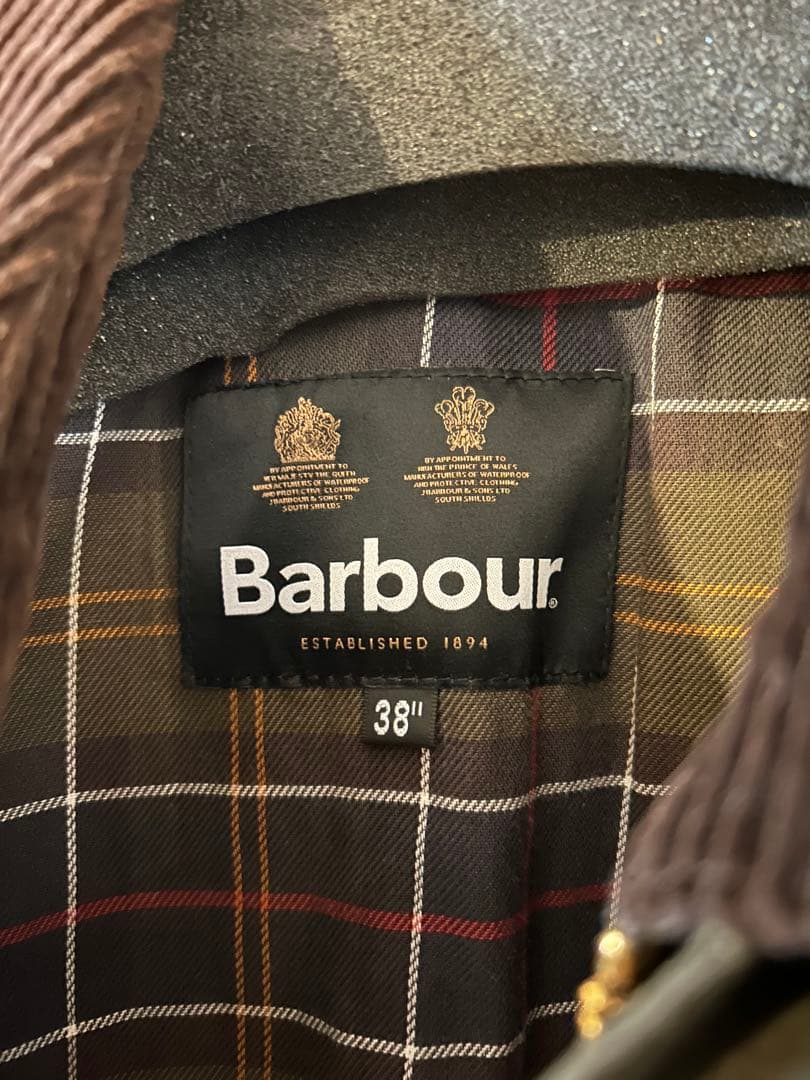 BY APPOINTMENT TO
HER MAJESTY THE QUEEN
MANUFACTURERS OF WATERPROOF
AND PROTECTIVE CLOTHING
J BARBOUR & SONS LTD
SOUTH SHIELDS
BY APPOINTMENT TO
HRH THE PRINCE OF WALES
MANUFACTURERS OF WATERPROOF
AND PROTECTIVE CLOTHING
J BARBOUR & SONS LTD
SOUTH SHIELDS
Barbour®
ESTABLISHED 1894
38"